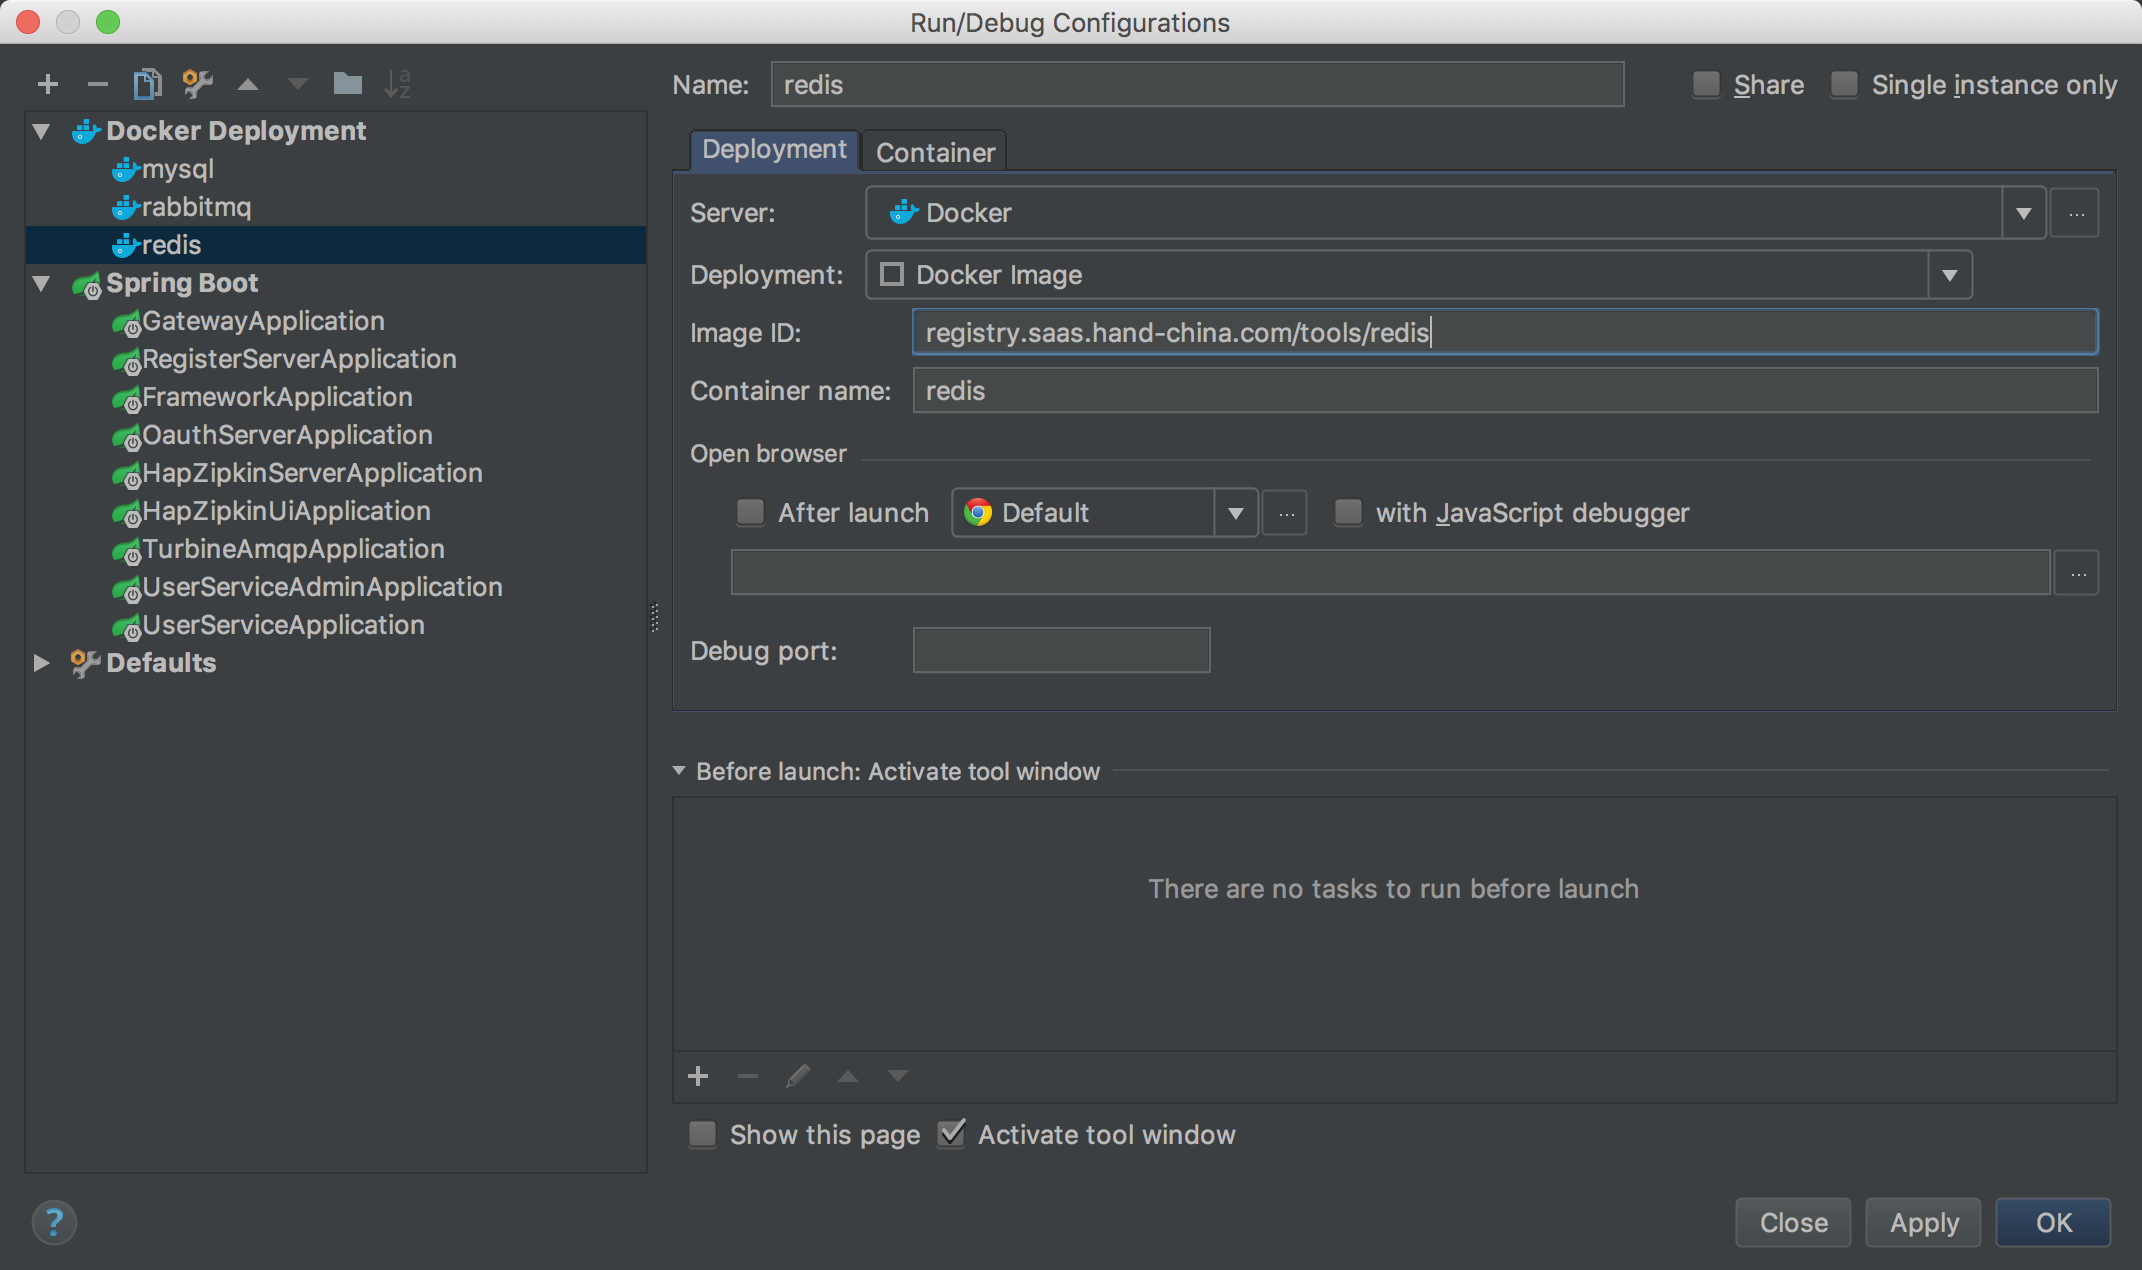 Run/Debug Configurations
Name: redis Share Single instance only
Docker Deployment
mysql
rabbitmq
redis
Spring Boot
GatewayApplication
RegisterServerApplication
FrameworkApplication
OauthServerApplication
HapZipkinServerApplication
HapZipkinUiApplication
TurbineAmqpApplication
UserServiceAdminApplication
UserServiceApplication
Defaults
Deployment Container
Server: Docker ...
Deployment: Docker Image
Image ID: registry.saas.hand-china.com/tools/redis
Container name: redis
Open browser
After launch Default ... with JavaScript debugger
...
Debug port:
Before launch: Activate tool window
There are no tasks to run before launch
Show this page Activate tool window
? Close Apply OK